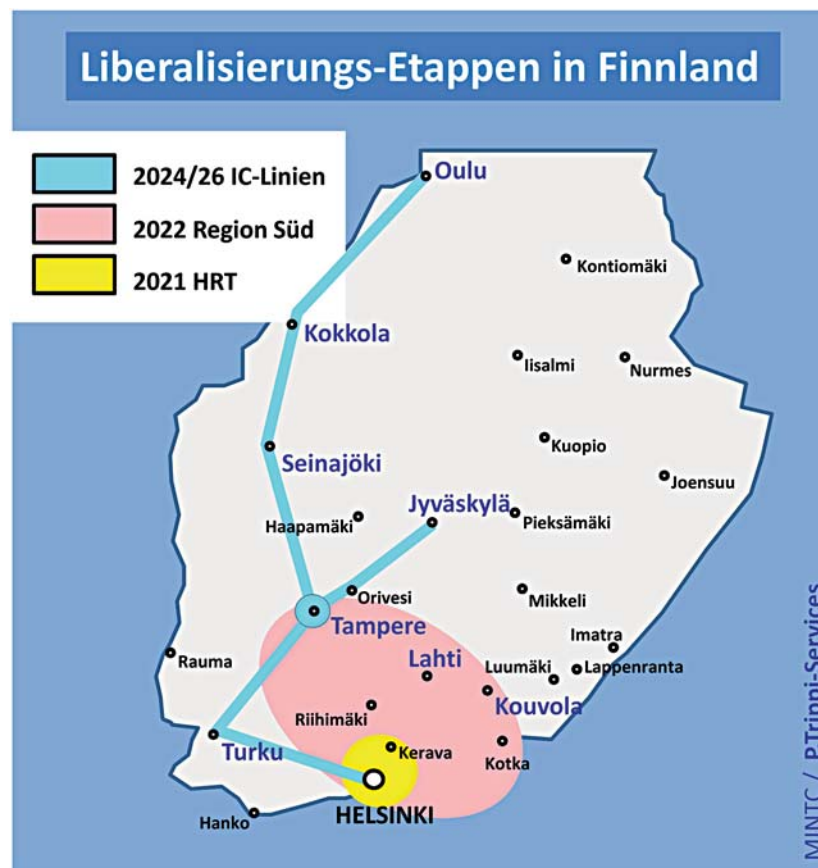 Liberalisierungs-Etappen in Finnland
2024/26 IC-Linien
2022 Region Süd
2021 HRT
Oulu
Kontiomäki
Kokkola
Iisalmi
Nurmes
Kuopio
Seinajöki
Joensuu
Jyväskylä
Haapamäki
Pieksämäki
Orivesi
Mikkeli
Tampere
Imatra
Rauma
Lahti
Luumäki
Lappenranta
Kouvola
Riihimäki
Turku
Kerava
Kotka
HELSINKI
Hanko
MINTC / P.Trippi-Services